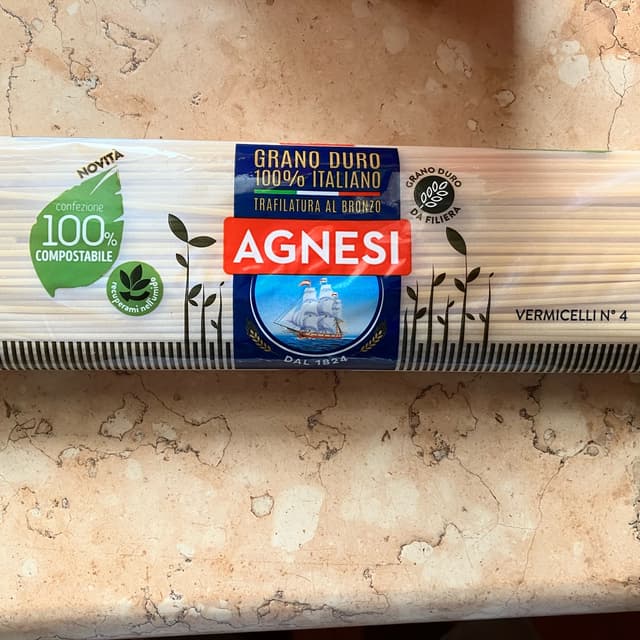 NOVITÀ
confezione
100%
COMPOSTABILE
recuperami nell'umido
GRANO DURO
100% ITALIANO
TRAFILATURA AL BRONZO
AGNESI
DAL 1824
GRANO DURO
DA FILIERA
VERMICELLI N° 4